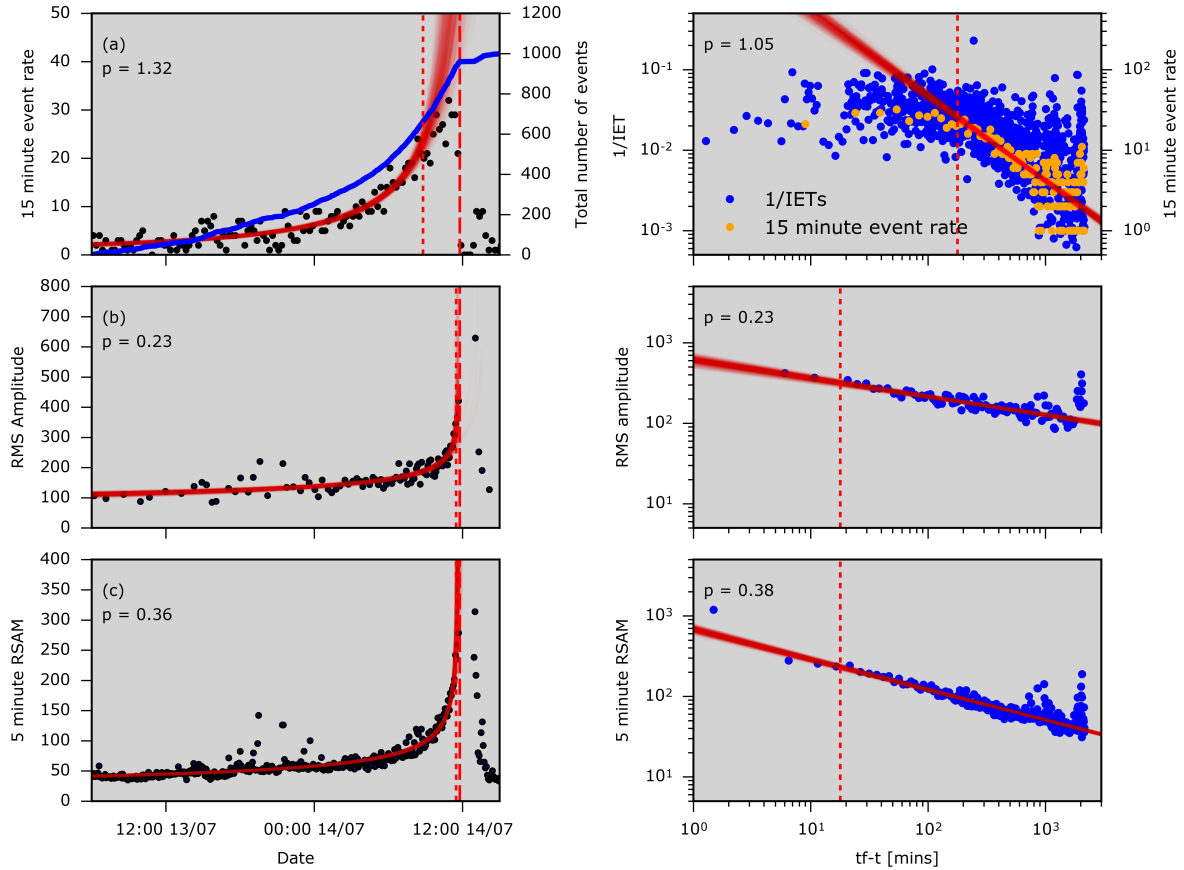 50
40
30
20
10
0
15 minute event rate
(a)
p = 1.32
1200
1000
800
600
400
200
0
Total number of events
p = 1.05
10⁻¹
10⁻²
10⁻³
1/IET
1/IETs
15 minute event rate
10²
10¹
10⁰
15 minute event rate
800
700
600
500
400
300
200
100
0
RMS Amplitude
(b)
p = 0.23
p = 0.23
10³
10²
10¹
RMS amplitude
400
350
300
250
200
150
100
50
0
5 minute RSAM
(c)
p = 0.36
12:00 13/07
00:00 14/07
12:00 14/07
Date
p = 0.38
10³
10²
10¹
5 minute RSAM
10⁰
10¹
10²
10³
tf-t [mins]